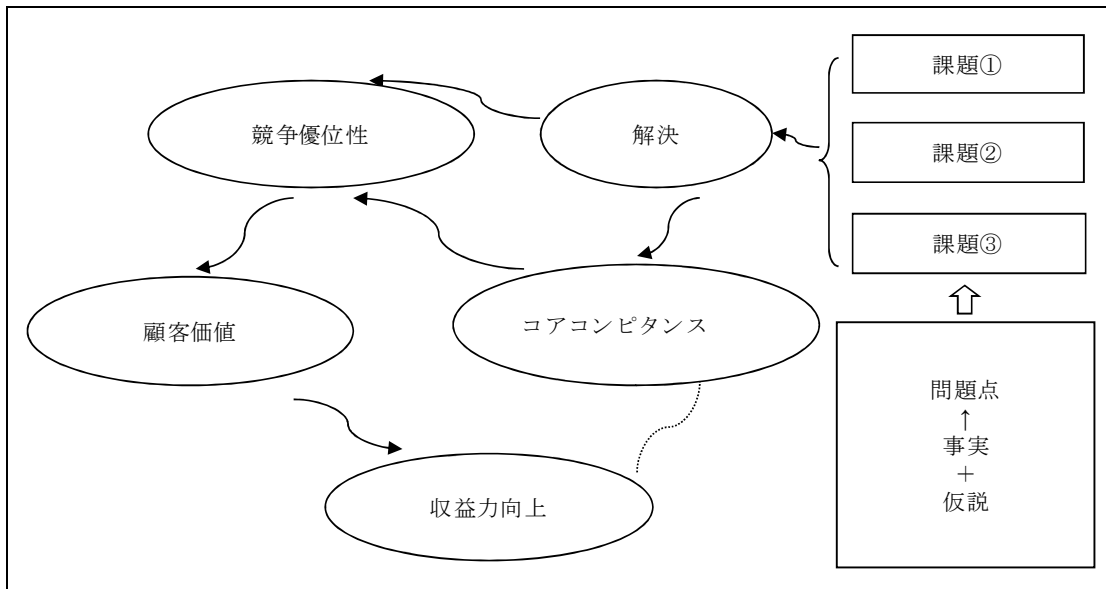 課題①
競争優位性
解決
課題②
課題③
顧客価値
コアコンピタンス
問題点
↑
事実
＋
仮説
収益力向上